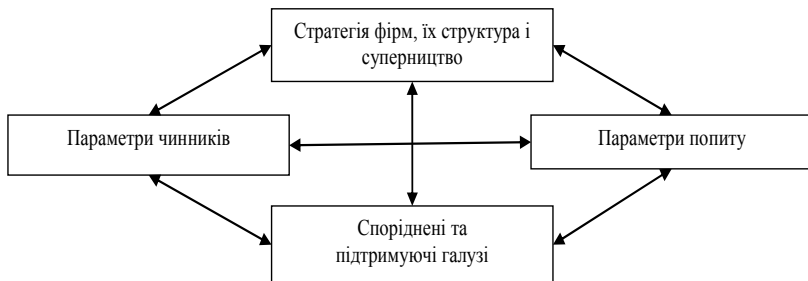 Стратегія фірм, їх структура і
суперництво
Параметри чинників
Параметри попиту
Споріднені та
підтримуючі галузі